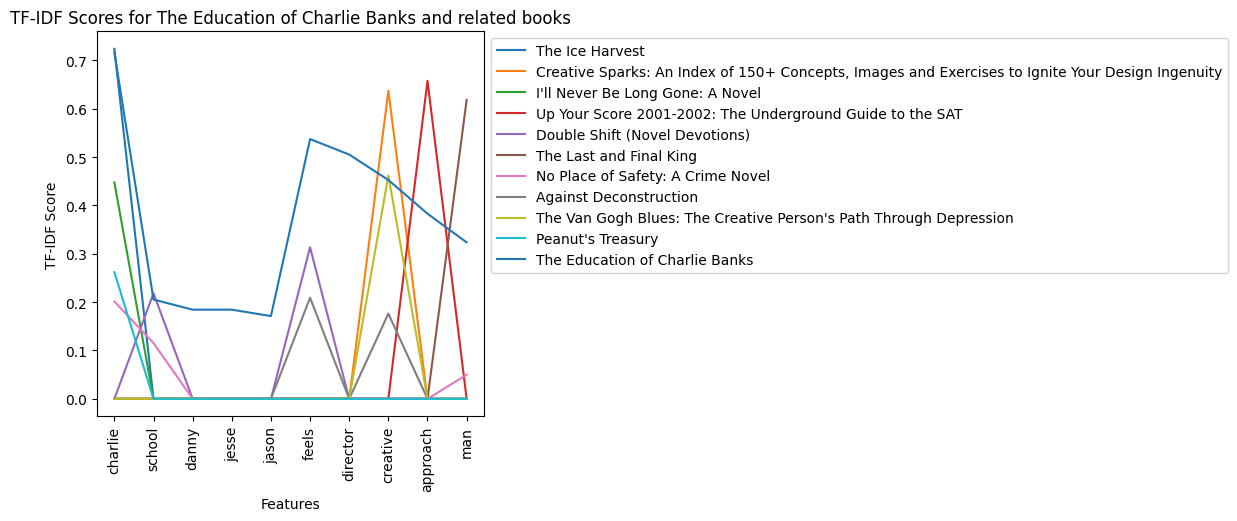 TF-IDF Scores for The Education of Charlie Banks and related books
TF-IDF Score
0.7
0.6
0.5
0.4
0.3
0.2
0.1
0.0
charlie
school
danny
jesse
jason
feels
director
creative
approach
man
Features
The Ice Harvest
Creative Sparks: An Index of 150+ Concepts, Images and Exercises to Ignite Your Design Ingenuity
I'll Never Be Long Gone: A Novel
Up Your Score 2001-2002: The Underground Guide to the SAT
Double Shift (Novel Devotions)
The Last and Final King
No Place of Safety: A Crime Novel
Against Deconstruction
The Van Gogh Blues: The Creative Person's Path Through Depression
Peanut's Treasury
The Education of Charlie Banks